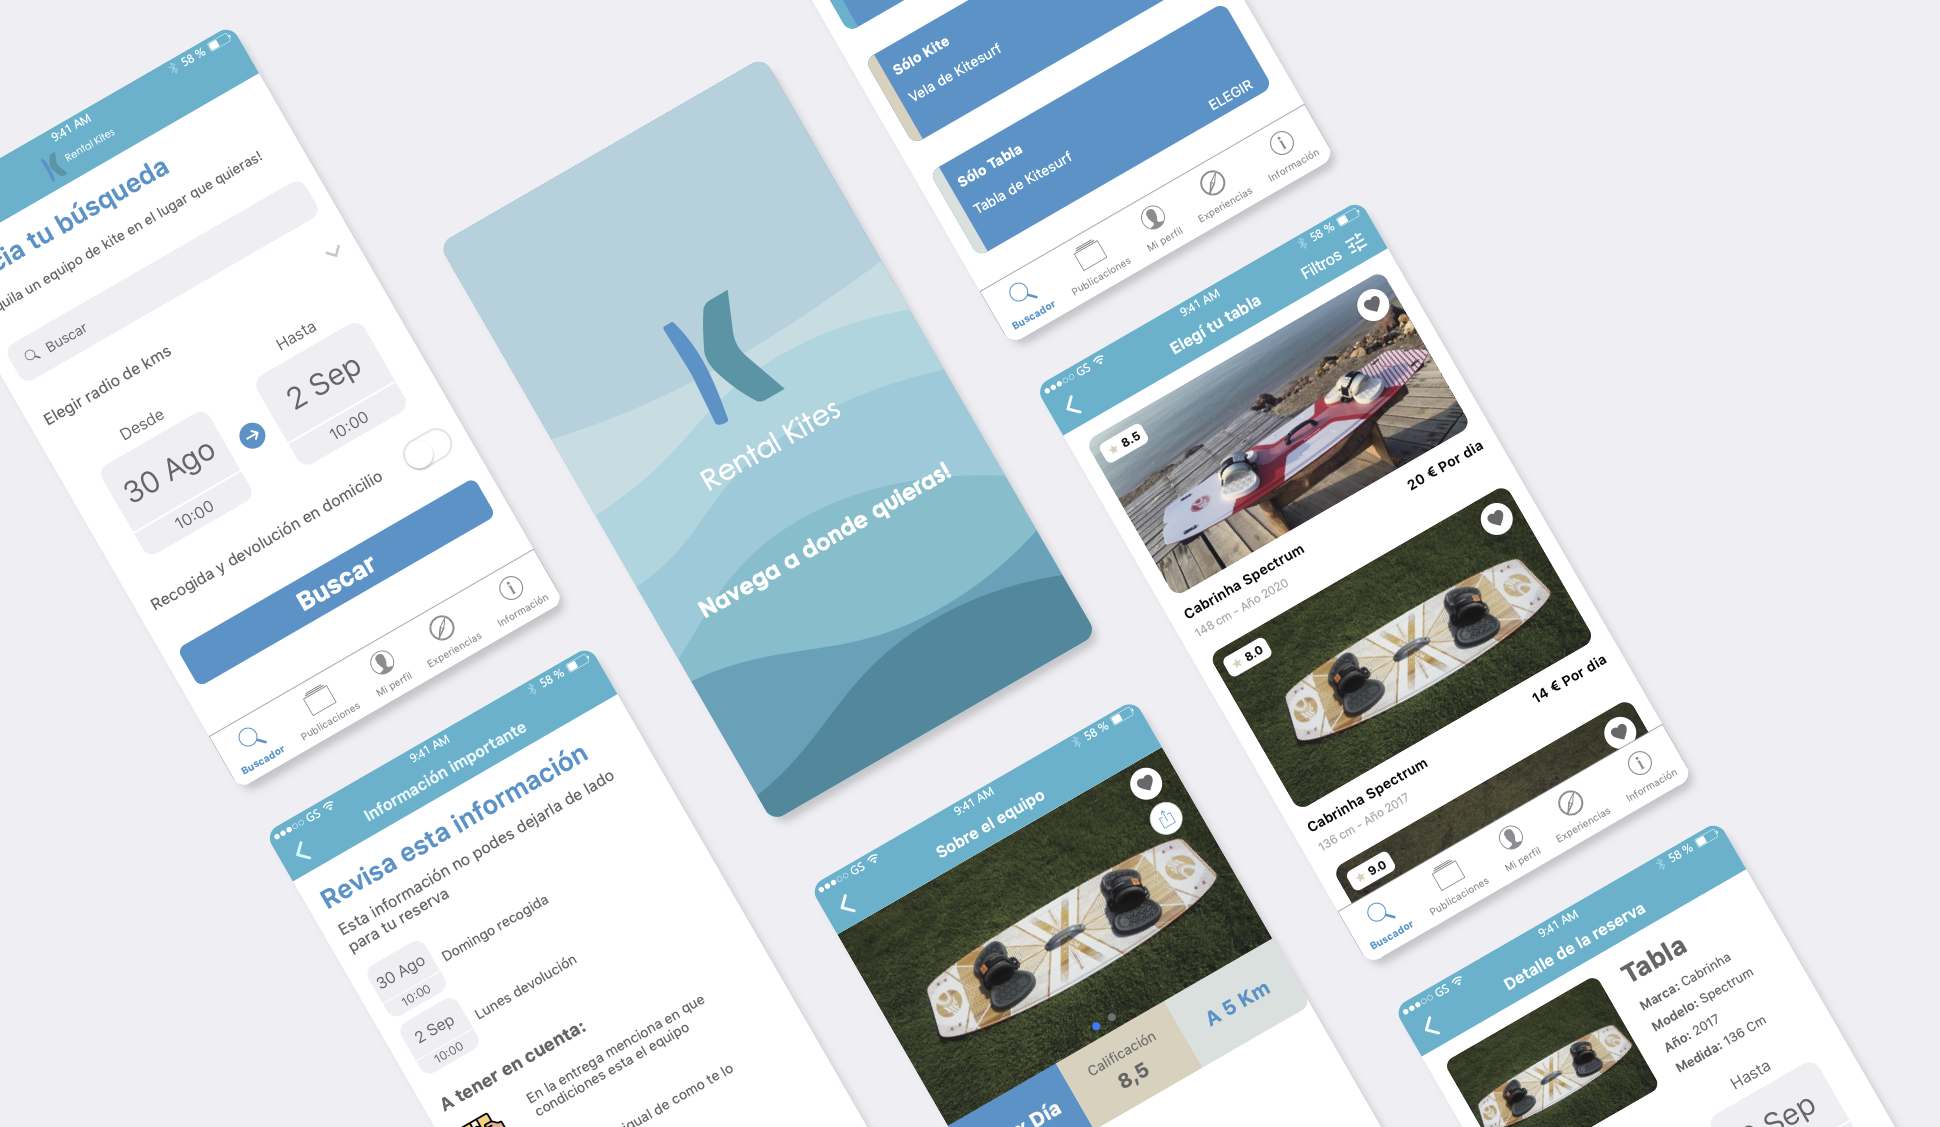 58 %
9:41 AM
Rental Kites
cia tu búsqueda
quila un equipo de kite en el lugar que quieras!
Buscar
Elegir radio de kms
Desde
Hasta
30 Ago
10:00
2 Sep
10:00
Recogida y devolución en domicilio
Buscar
Buscador
Publicaciones
Mi perfil
Experiencias
Información
Rental Kites
Navega a donde quieras!
Sólo Kite
Vela de Kitesurf
Sólo Tabla
Tabla de Kitesurf
ELEGIR
Buscador
Publicaciones
Mi perfil
Experiencias
Información
GS
9:41 AM
58 %
Elegí tu tabla
Filtros
8.5
20 € Por dia
Cabrinha Spectrum
148 cm - Año 2020
8.0
14 € Por dia
Cabrinha Spectrum
136 cm - Año 2017
9.0
Buscador
Publicaciones
Mi perfil
Experiencias
Información
GS
9:41 AM
58 %
Información importante
Revisa esta información
Esta información no podes dejarla de lado
para tu reserva
30 Ago
10:00
Domingo recogida
2 Sep
10:00
Lunes devolución
A tener en cuenta:
En la entrega menciona en que
condiciones esta el equipo
igual de como te lo
GS
9:41 AM
58 %
Sobre el equipo
Día
Calificación
8,5
A 5 Km
GS
9:41 AM
58 %
Detalle de la reserva
Tabla
Marca: Cabrinha
Modelo: Spectrum
Año: 2017
Medida: 136 Cm
Hasta
Sep